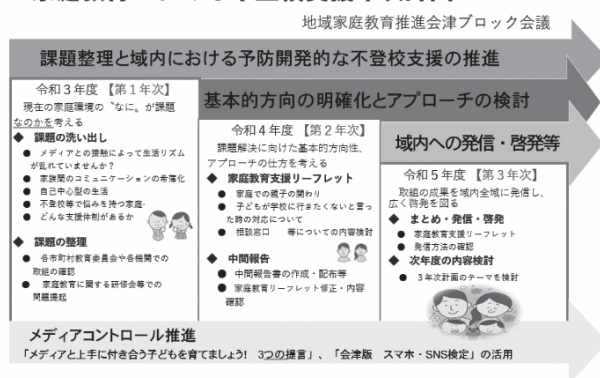 地域家庭教育推進会津ブロック会議
課題整理と域内における予防開発的な不登校支援の推進
令和3年度 【第1年次】
現在の家庭環境の〝なに〟が課題
なのかを考える
◆ 課題の洗い出し
● メディアとの接触によって生活リズム
が乱れていませんか?
● 家族間のコミュニケーションの希落化
● 自己中心型の生活
● 不登校等で悩みを持つ家庭・
● どんな支援体制があるか
◆ 課題の整理
● 各市町村教育委員会や各機関での
取組の確認
● 家庭教育に関する研修会等での
問題提起
基本的方向の明確化とアプローチの検討
令和4年度 【第2年次】
課題解決に向けた基本的方向性、
アプローチの仕方を考える
◆ 家庭教育支援リーフレット
● 家庭での親子の関わり
● 子どもが学校に行きたくないと言っ
た時の対応について
● 相談窓口 等についての内容検討
◆ 中間報告
● 中間報告書の作成・配布等
● 家庭教育リーフレット修正・内容
確認
域内への発信・啓発等
令和5年度 【第3年次】
取組の成果を域内全域に発信し、
広く啓発を図る
◆ まとめ・発信・啓発
● 家庭教育支援リーフレット
● 発信方法の確認
◆ 次年度の内容検討
● 3年次計画のテーマを検討
メディアコントロール推進
「メディアと上手に付き合う子どもを育てましょう! 3つの提言」、「会津版 スマホ・SNS検定」の活用